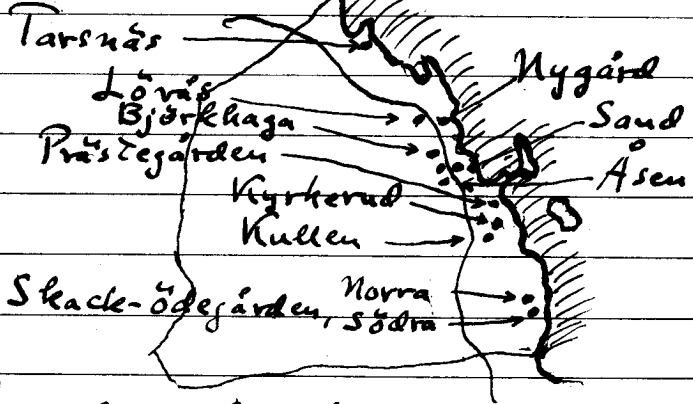 Tarsnäs
Nygård
Lövås
Björkhaga
Sand
Prästegården
Åsen
Kyrkerud
Kullen
Skack-ödegården, Norra
Södra